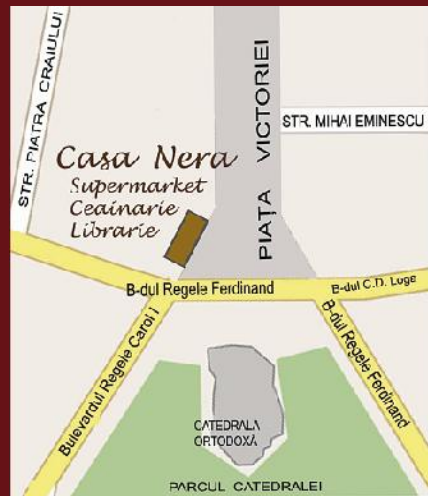 STR. PIATRA CRAIULUI
PIAȚA VICTORIEI
STR. MIHAI EMINESCU
Casa Nera
Supermarket
Ceainarie
Librarie
B-dul Regele Ferdinand
B-dul C.D. Loga
Bulevardul Regele Carol I
B-dul Regele Ferdinand
CATEDRALA
ORTODOXĂ
PARCUL CATEDRALEI